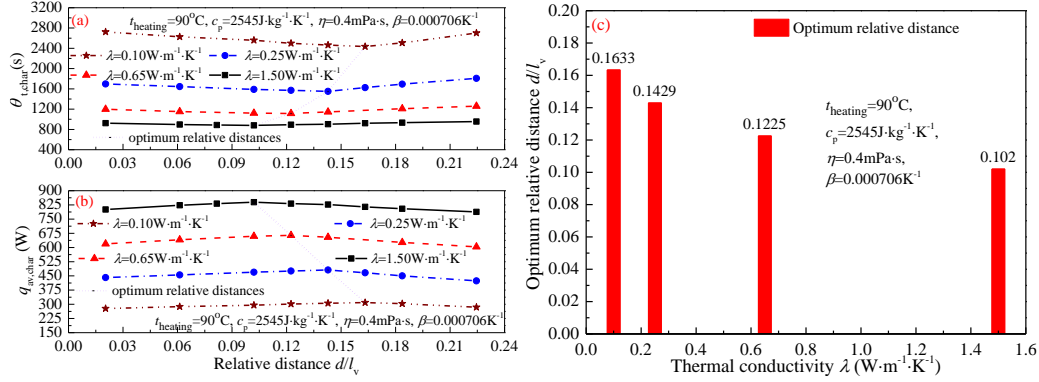 (a)
t_heating=90°C, c_p=2545J·kg⁻¹·K⁻¹, η=0.4mPa·s, β=0.000706K⁻¹
λ=0.10W·m⁻¹·K⁻¹ λ=0.25W·m⁻¹·K⁻¹
λ=0.65W·m⁻¹·K⁻¹ λ=1.50W·m⁻¹·K⁻¹
optimum relative distances
2800
2400
2000
1600
1200
800
400
0.00 0.03 0.06 0.09 0.12 0.15 0.18 0.21 0.24
(b)
q_av,char (W)
900
825
750
675
600
525
450
375
300
225
150
λ=0.10W·m⁻¹·K⁻¹ λ=0.25W·m⁻¹·K⁻¹
λ=0.65W·m⁻¹·K⁻¹ λ=1.50W·m⁻¹·K⁻¹
optimum relative distances
t_heating=90°C, c_p=2545J·kg⁻¹·K⁻¹, η=0.4mPa·s, β=0.000706K⁻¹
0.00 0.03 0.06 0.09 0.12 0.15 0.18 0.21 0.24
Relative distance d/l_v
(c)
Optimum relative distance
Optimum relative distance d/l_v
0.20
0.18
0.16
0.14
0.12
0.10
0.08
0.06
0.04
0.02
0.00
0.1633
0.1429
0.1225
0.102
t_heating=90°C,
c_p=2545J·kg⁻¹·K⁻¹,
η=0.4mPa·s,
β=0.000706K⁻¹
0.0 0.2 0.4 0.6 0.8 1.0 1.2 1.4 1.6
Thermal conductivity λ (W·m⁻¹·K⁻¹)